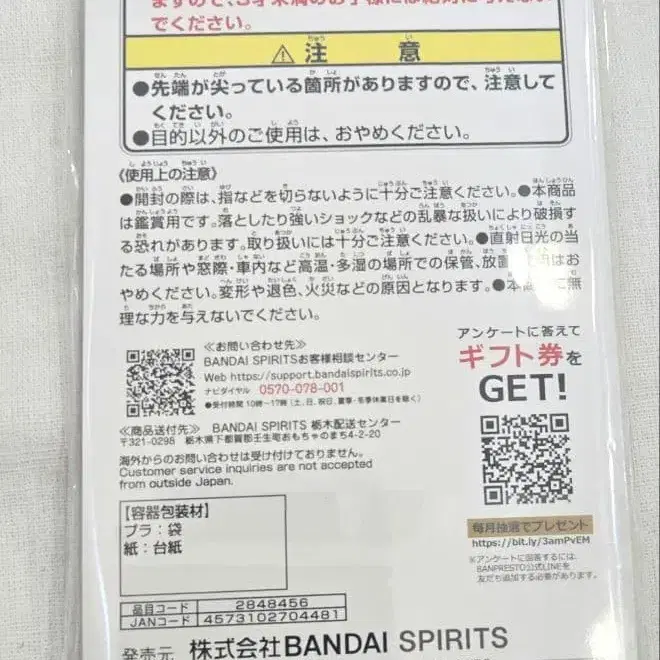 ますので、3才未満のお子様には絶対に与えない
でください。
⚠注意
●先端が尖っている箇所がありますので、注意して
ください。
●目的以外のご使用は、おやめください。
《使用上の注意》
●開封の際は、指などを切らないように十分ご注意ください。●本商品
は鑑賞用です。落としたり強いショックなどの乱暴な扱いにより破損す
る恐れがあります。取り扱いには十分ご注意ください。●直射日光の当
たる場所や窓際・車内など高温・多湿の場所での保管、放置 はお
やめください。変形や退色、火災などの原因となります。●本 に無
理な力を与えないでください。
≪お問い合わせ先≫
BANDAI SPIRITSお客様相談センター
Web https://support.bandaispirits.co.jp
ナビダイヤル 0570-078-001
●受付時間 10時～17時(土、日、祝日、夏季・冬季休業日を除く)
≪商品送付先≫ BANDAI SPIRITS 栃木配送センター
〒321-0298 栃木県下都賀郡壬生町おもちゃのまち4-2-20
海外からのお問い合わせは受け付けておりません。
Customer service inquiries are not accepted
from outside Japan.
アンケートに答えて
ギフト券を
GET!
毎月抽選でプレゼント
https://bit.ly/3amPvEM
※アンケートに回答するには、
BANPRESTO公式LINEを
友だち追加する必要があります。
【容器包装材】
プラ：袋
紙：台紙
品目コード 2848456
JANコード 4573102704481
発売元 株式会社BANDAI SPIRITS